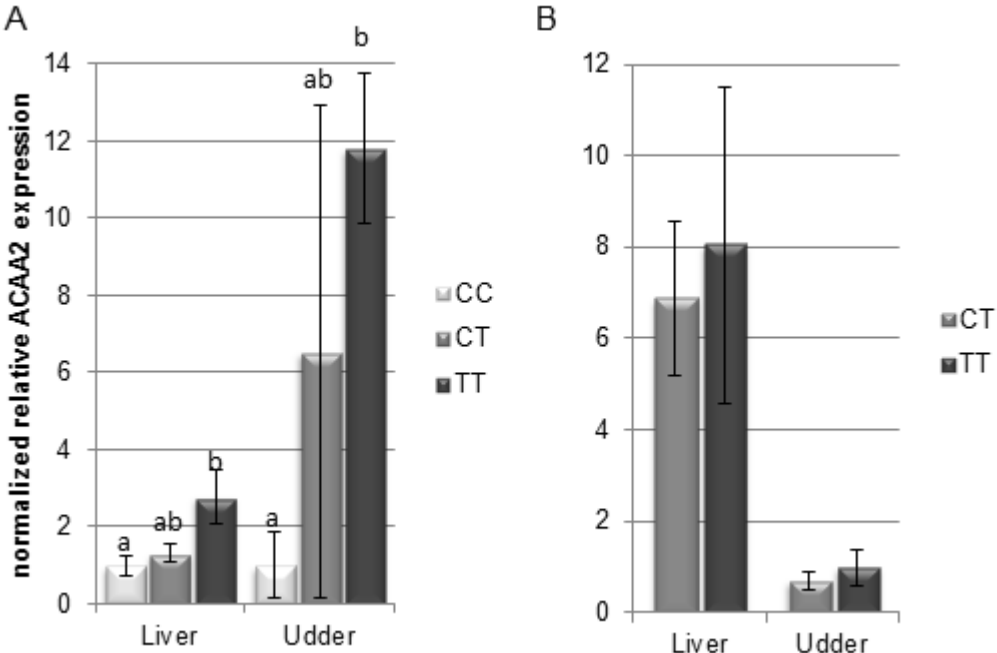 A
normalized relative ACAA2 expression
14
12
10
8
6
4
2
0
a
ab
b
a
ab
b
Liver
Udder
CC
CT
TT
B
12
10
8
6
4
2
0
Liver
Udder
CT
TT